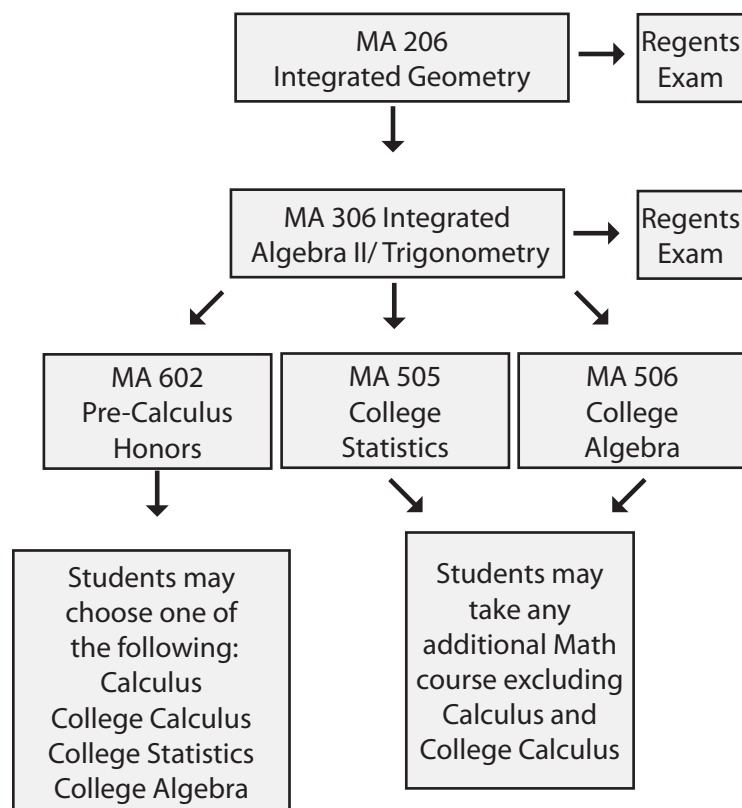 MA 206
Integrated Geometry
Regents
Exam
MA 306 Integrated
Algebra II/ Trigonometry
Regents
Exam
MA 602
Pre-Calculus
Honors
MA 505
College
Statistics
MA 506
College
Algebra
Students may
choose one of
the following:
Calculus
College Calculus
College Statistics
College Algebra
Students may
take any
additional Math
course excluding
Calculus and
College Calculus